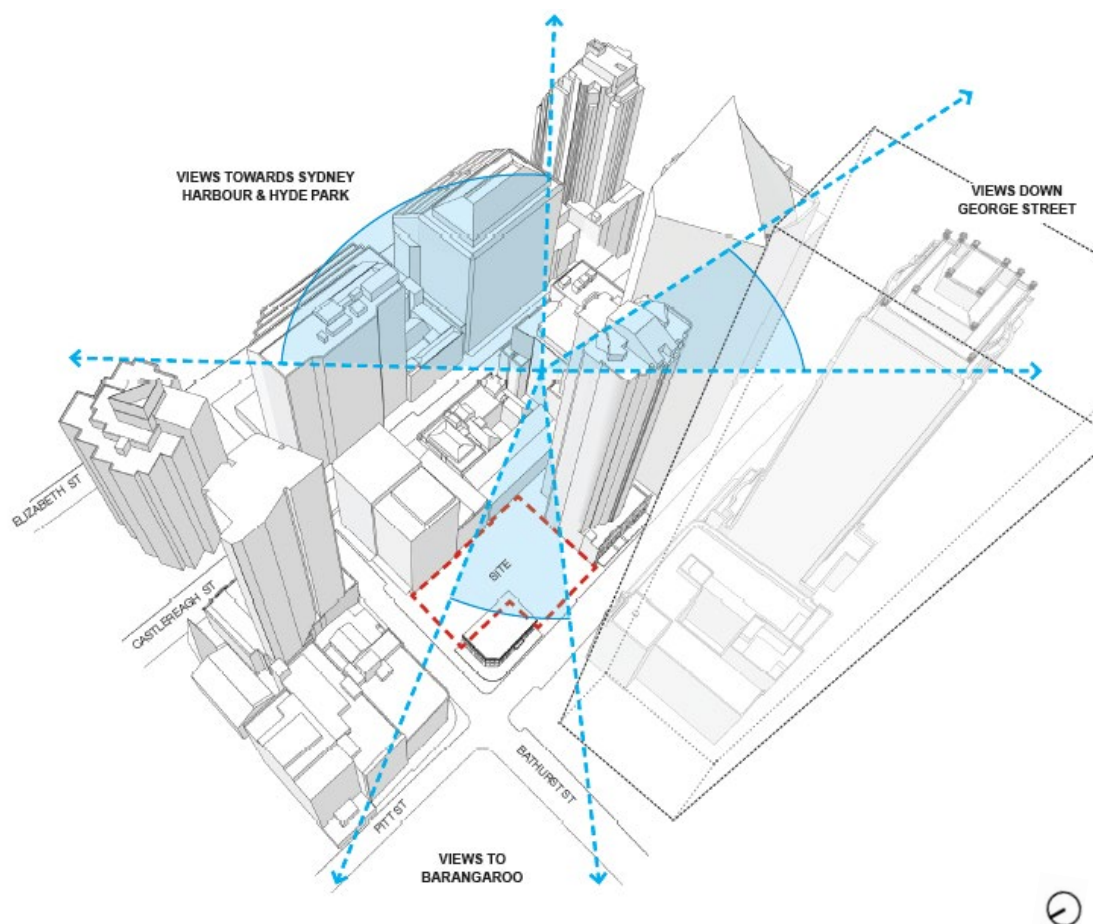 VIEWS TOWARDS SYDNEY
HARBOUR & HYDE PARK
VIEWS DOWN
GEORGE STREET
ELIZABETH ST
SITE
CASTLEREAGH ST
BATHURST ST
PITT ST
VIEWS TO
BARANGAROO